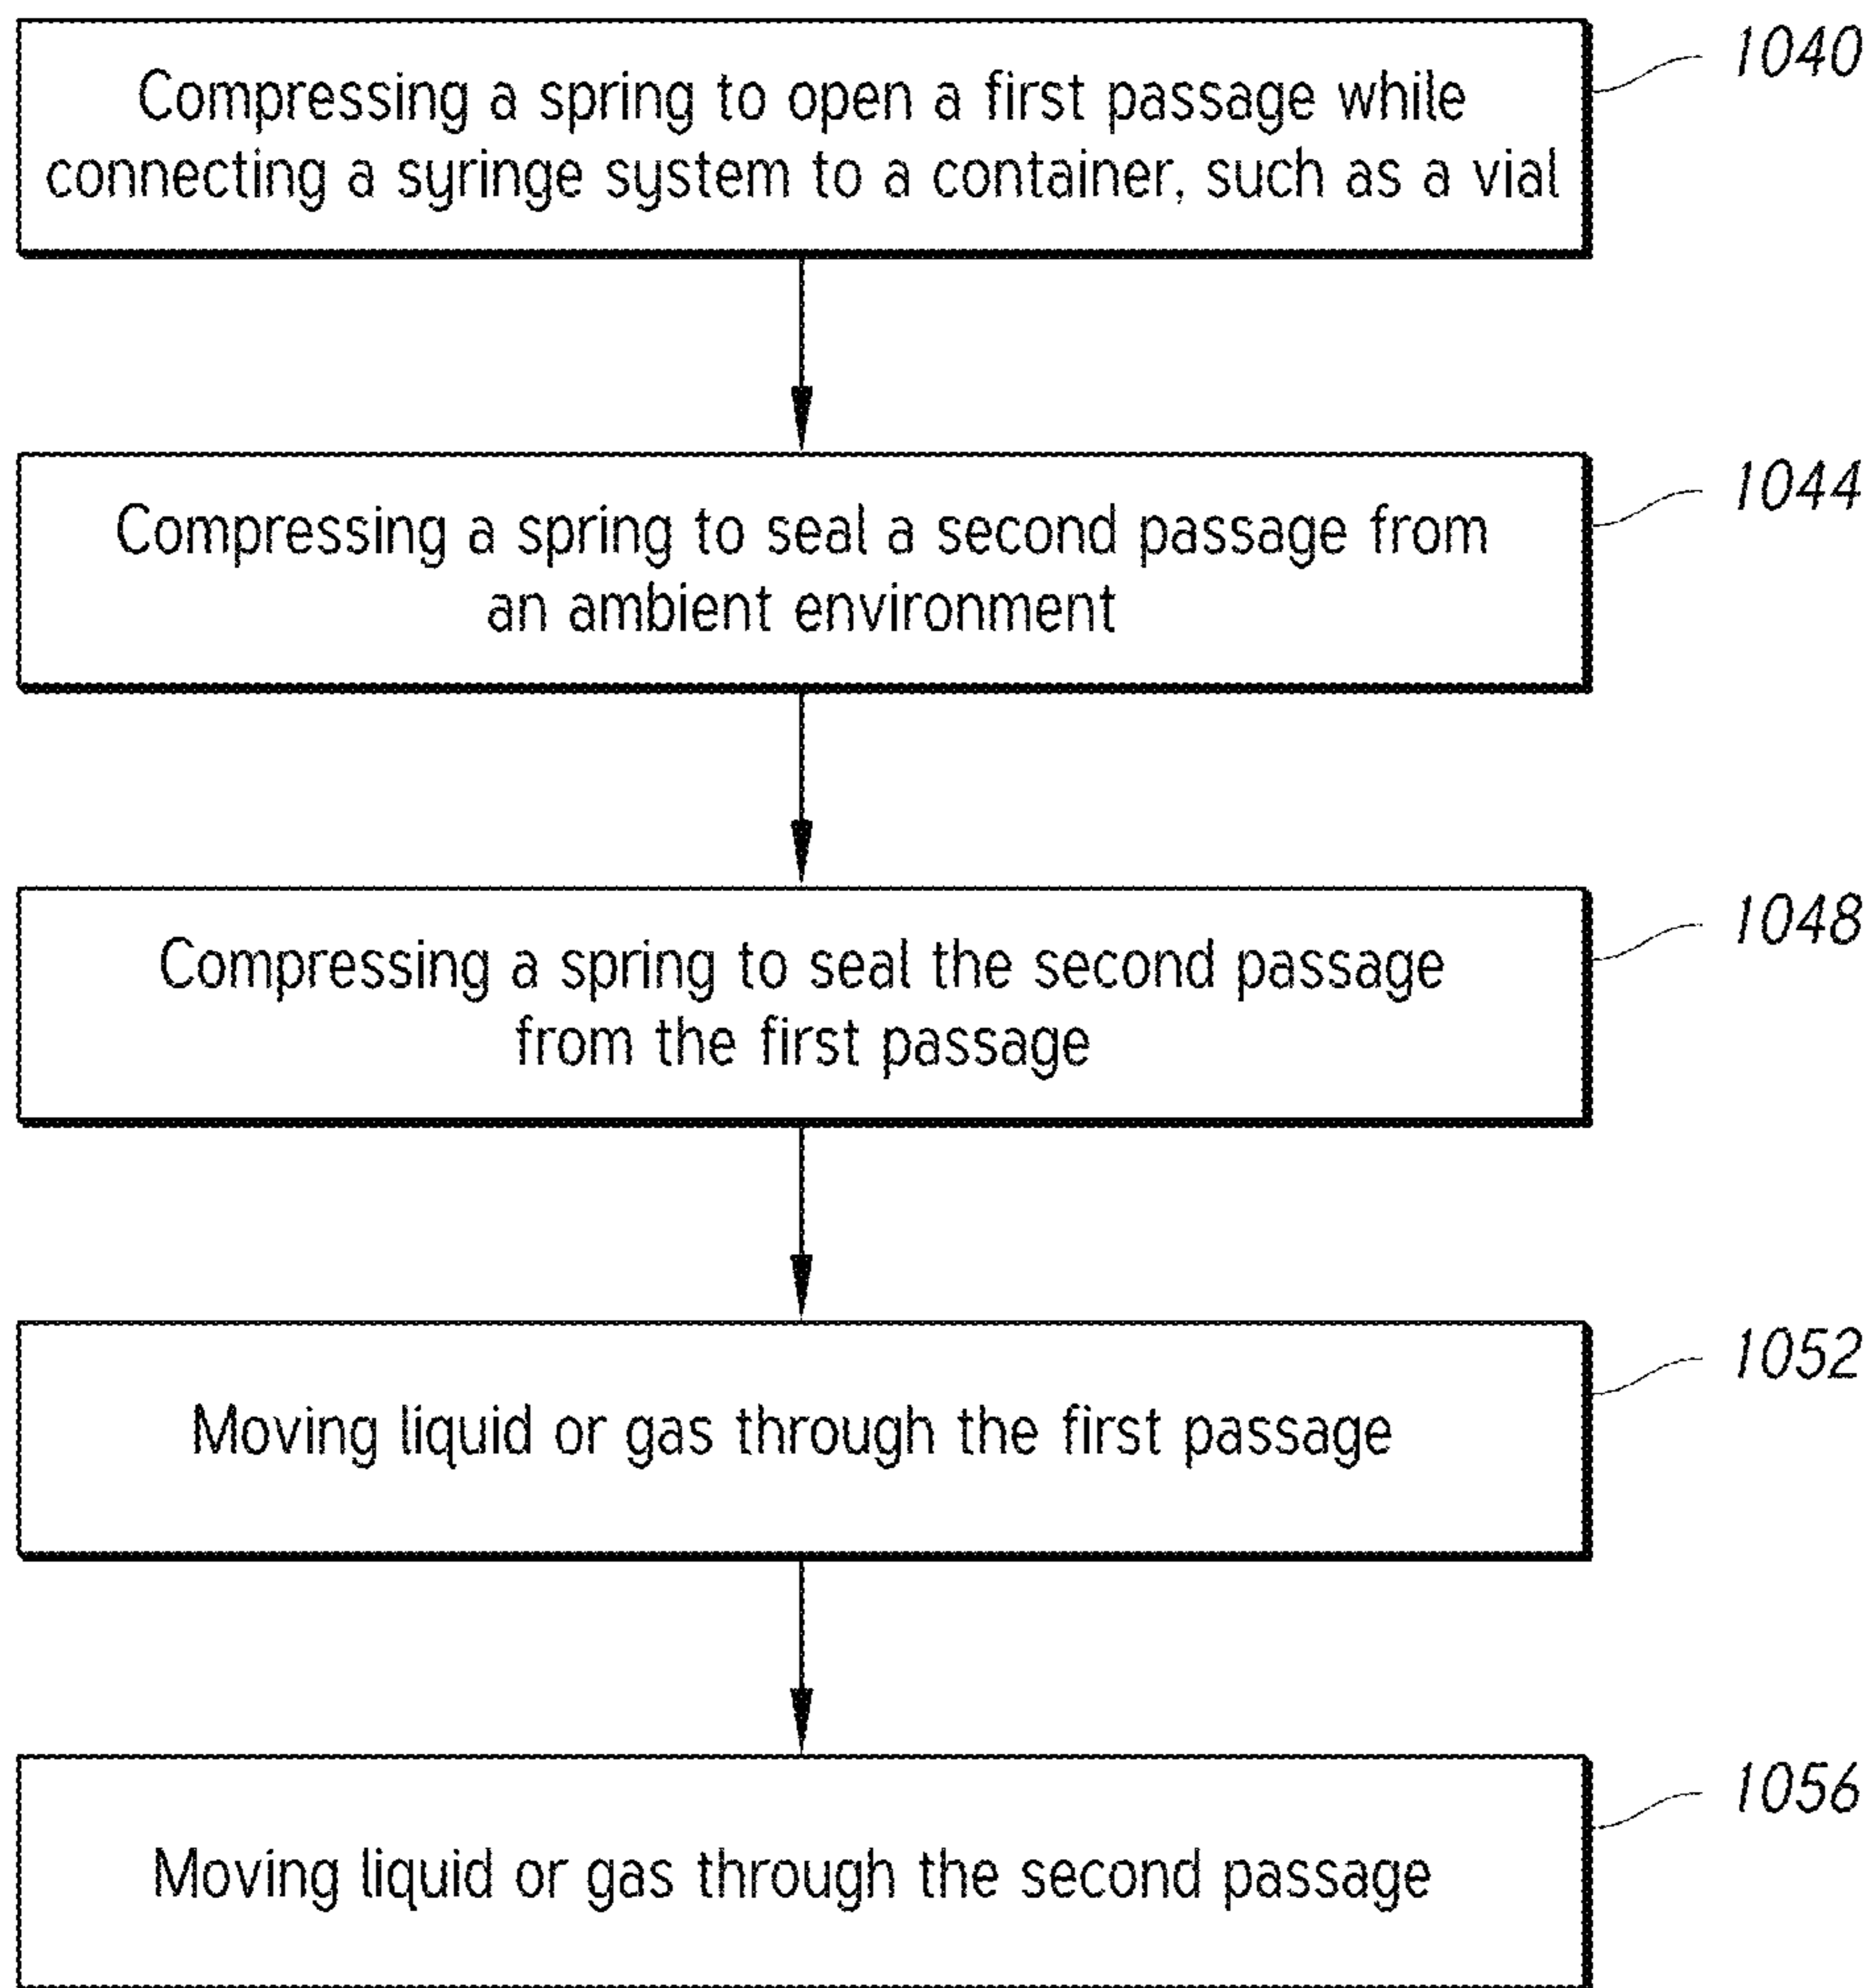 Compressing a spring to open a first passage while
connecting a syringe system to a container, such as a vial
1040
Compressing a spring to seal a second passage from
an ambient environment
1044
Compressing a spring to seal the second passage
from the first passage
1048
Moving liquid or gas through the first passage
1052
Moving liquid or gas through the second passage
1056